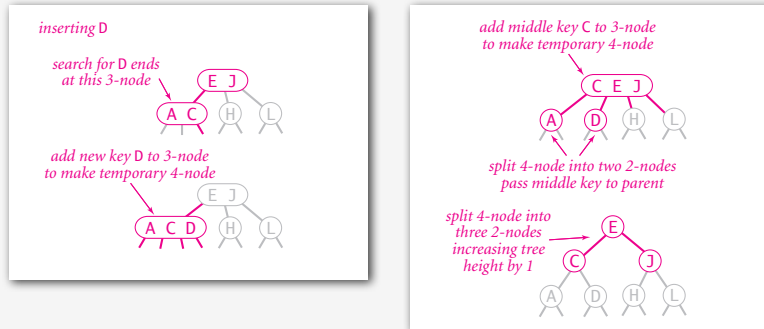 inserting D
search for D ends
at this 3-node
E J
A C
H
L
add new key D to 3-node
to make temporary 4-node
E J
A C D
H
L
add middle key C to 3-node
to make temporary 4-node
C E J
A
D
H
L
split 4-node into two 2-nodes
pass middle key to parent
split 4-node into
three 2-nodes
increasing tree
height by 1
E
C
J
A
D
H
L